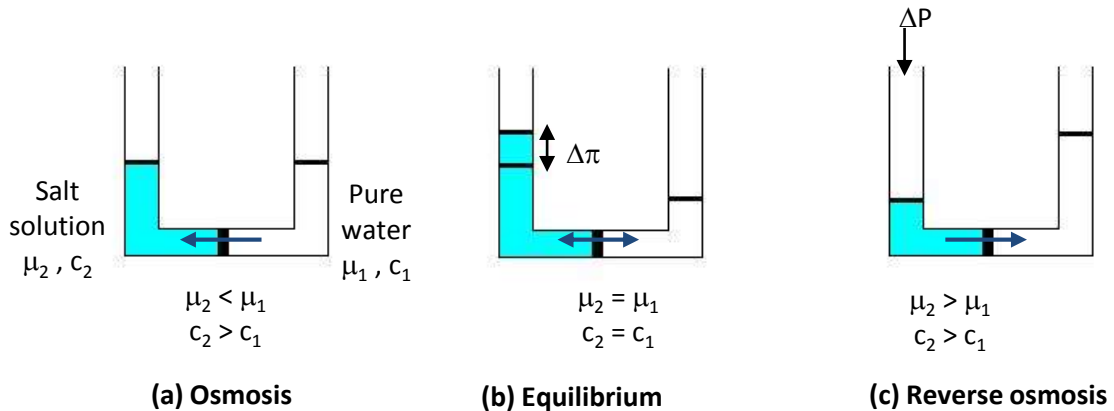 ΔP
Δπ
Salt
solution
μ₂ , c₂
Pure
water
μ₁ , c₁
μ₂ < μ₁
c₂ > c₁
μ₂ = μ₁
c₂ = c₁
μ₂ > μ₁
c₂ > c₁
(a) Osmosis
(b) Equilibrium
(c) Reverse osmosis